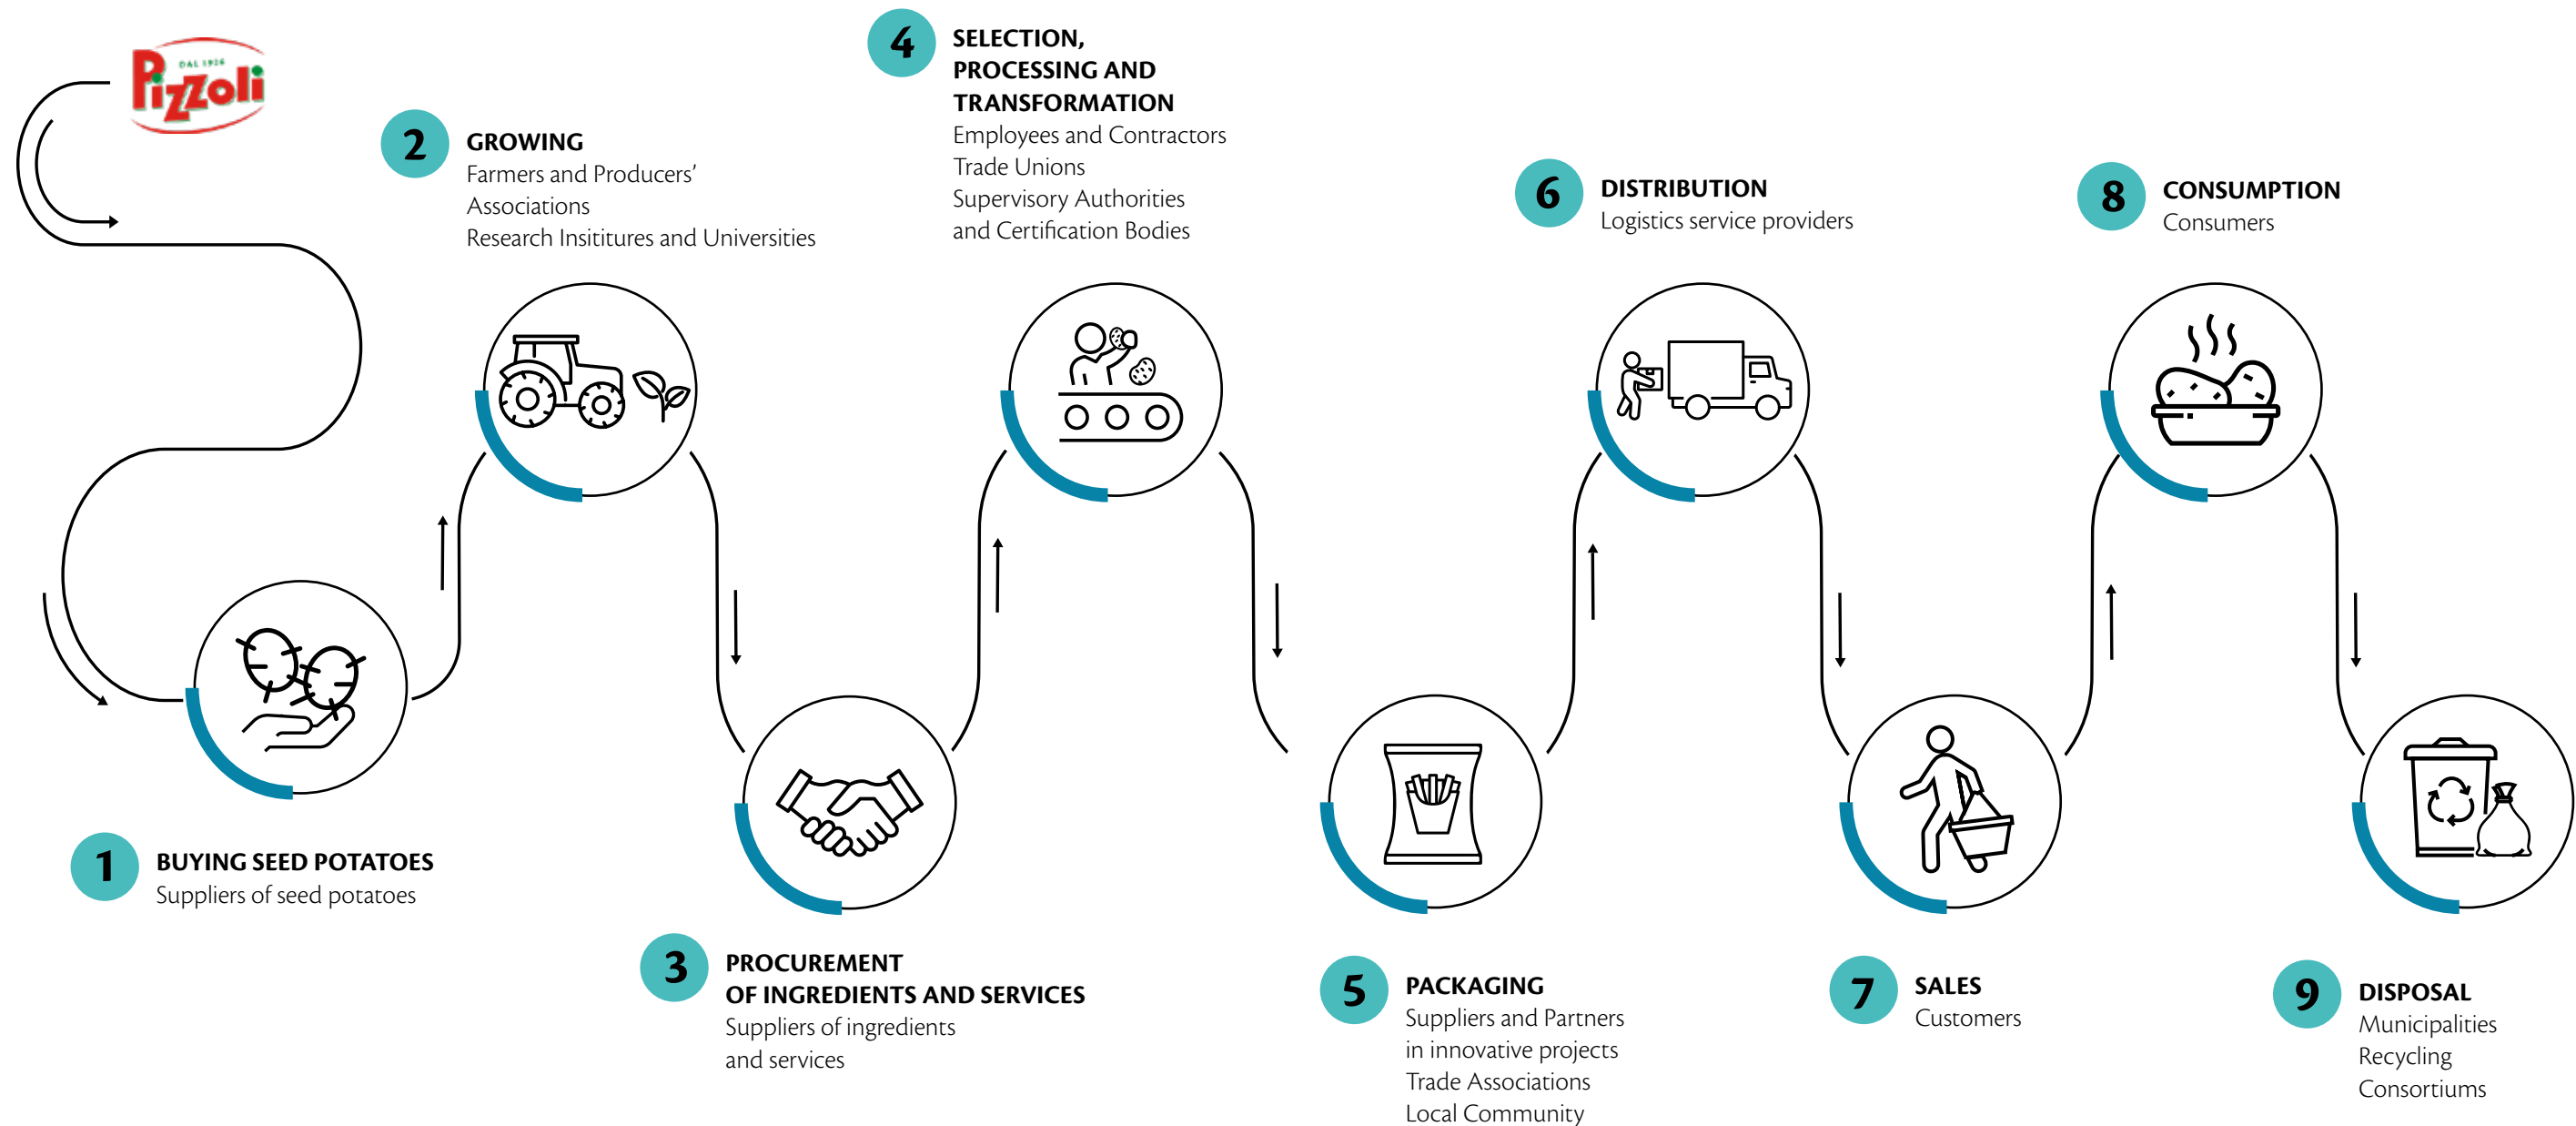 DAL 1926
Pizzoli
1
BUYING SEED POTATOES
Suppliers of seed potatoes
2
GROWING
Farmers and Producers’
Associations
Research Insititures and Universities
3
PROCUREMENT
OF INGREDIENTS AND SERVICES
Suppliers of ingredients
and services
4
SELECTION,
PROCESSING AND
TRANSFORMATION
Employees and Contractors
Trade Unions
Supervisory Authorities
and Certification Bodies
5
PACKAGING
Suppliers and Partners
in innovative projects
Trade Associations
Local Community
6
DISTRIBUTION
Logistics service providers
7
SALES
Customers
8
CONSUMPTION
Consumers
9
DISPOSAL
Municipalities
Recycling
Consortiums